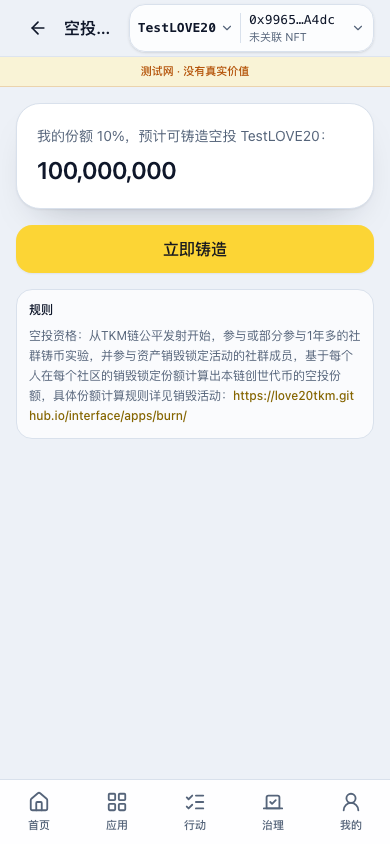 空投...
TestLOVE20
0x9965…A4dc
未关联 NFT
测试网 · 没有真实价值
我的份额 10%，预计可铸造空投 TestLOVE20：
100,000,000
立即铸造
规则
空投资格：从TKM链公平发射开始，参与或部分参与1年多的社
群铸币实验，并参与资产销毁锁定活动的社群成员，基于每个
人在每个社区的销毁锁定份额计算出本链创世代币的空投份
额，具体份额计算规则详见销毁活动：https://love20tkm.git
hub.io/interface/apps/burn/
首页
应用
行动
治理
我的